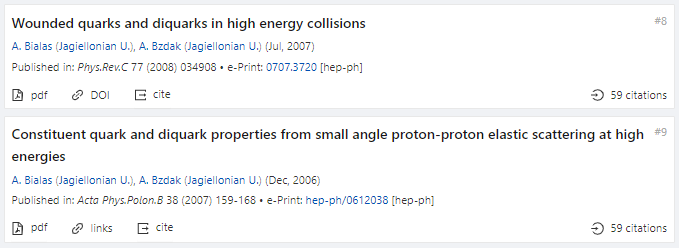 Wounded quarks and diquarks in high energy collisions
#8
A. Bialas (Jagiellonian U.), A. Bzdak (Jagiellonian U.) (Jul, 2007)
Published in: Phys.Rev.C 77 (2008) 034908 • e-Print: 0707.3720 [hep-ph]
pdf DOI cite 59 citations
Constituent quark and diquark properties from small angle proton-proton elastic scattering at high
#9
energies
A. Bialas (Jagiellonian U.), A. Bzdak (Jagiellonian U.) (Dec, 2006)
Published in: Acta Phys.Polon.B 38 (2007) 159-168 • e-Print: hep-ph/0612038 [hep-ph]
pdf links cite 59 citations